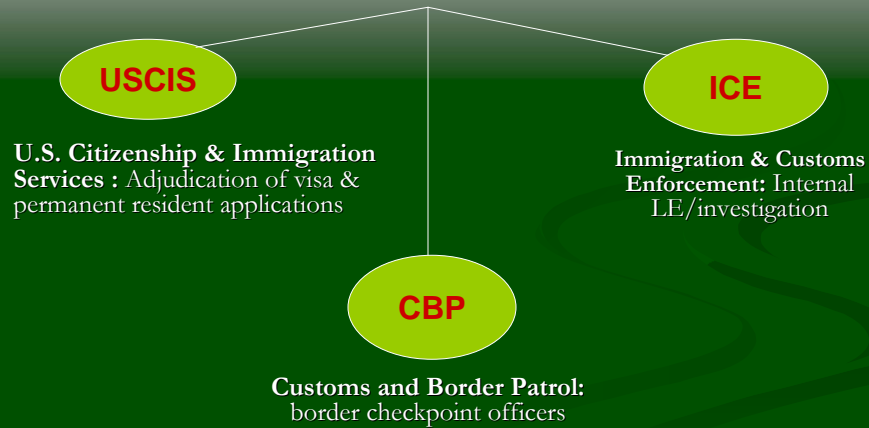 USCIS
U.S. Citizenship & Immigration
Services : Adjudication of visa &
permanent resident applications
ICE
Immigration & Customs
Enforcement: Internal
LE/investigation
CBP
Customs and Border Patrol:
border checkpoint officers